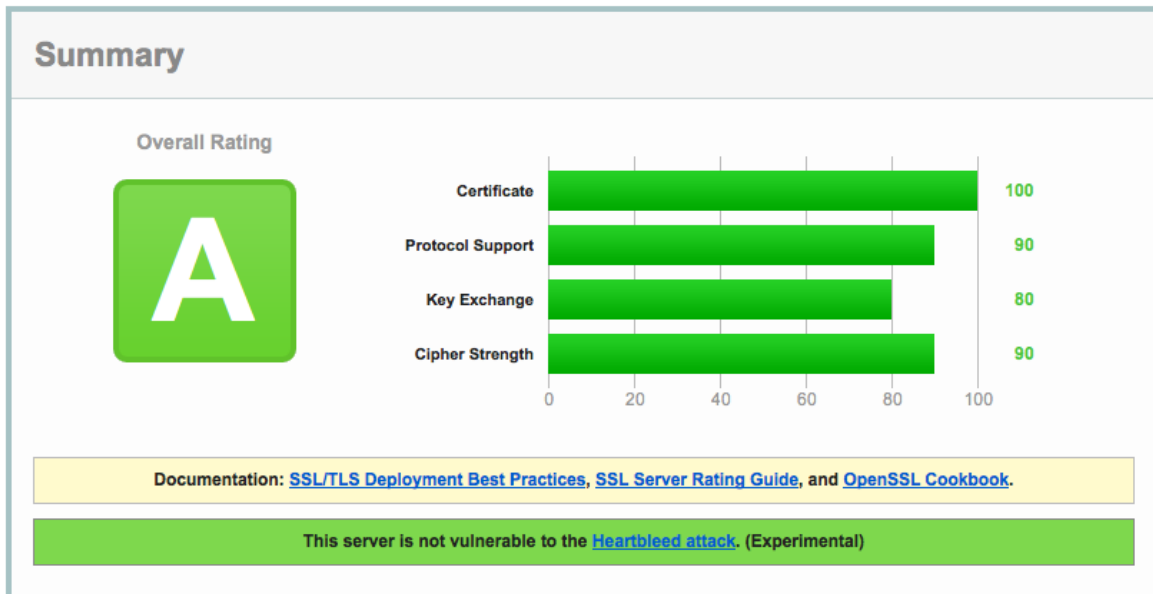 Summary
Overall Rating
A
Certificate 100
Protocol Support 90
Key Exchange 80
Cipher Strength 90
0 20 40 60 80 100
Documentation: SSL/TLS Deployment Best Practices, SSL Server Rating Guide, and OpenSSL Cookbook.
This server is not vulnerable to the Heartbleed attack. (Experimental)